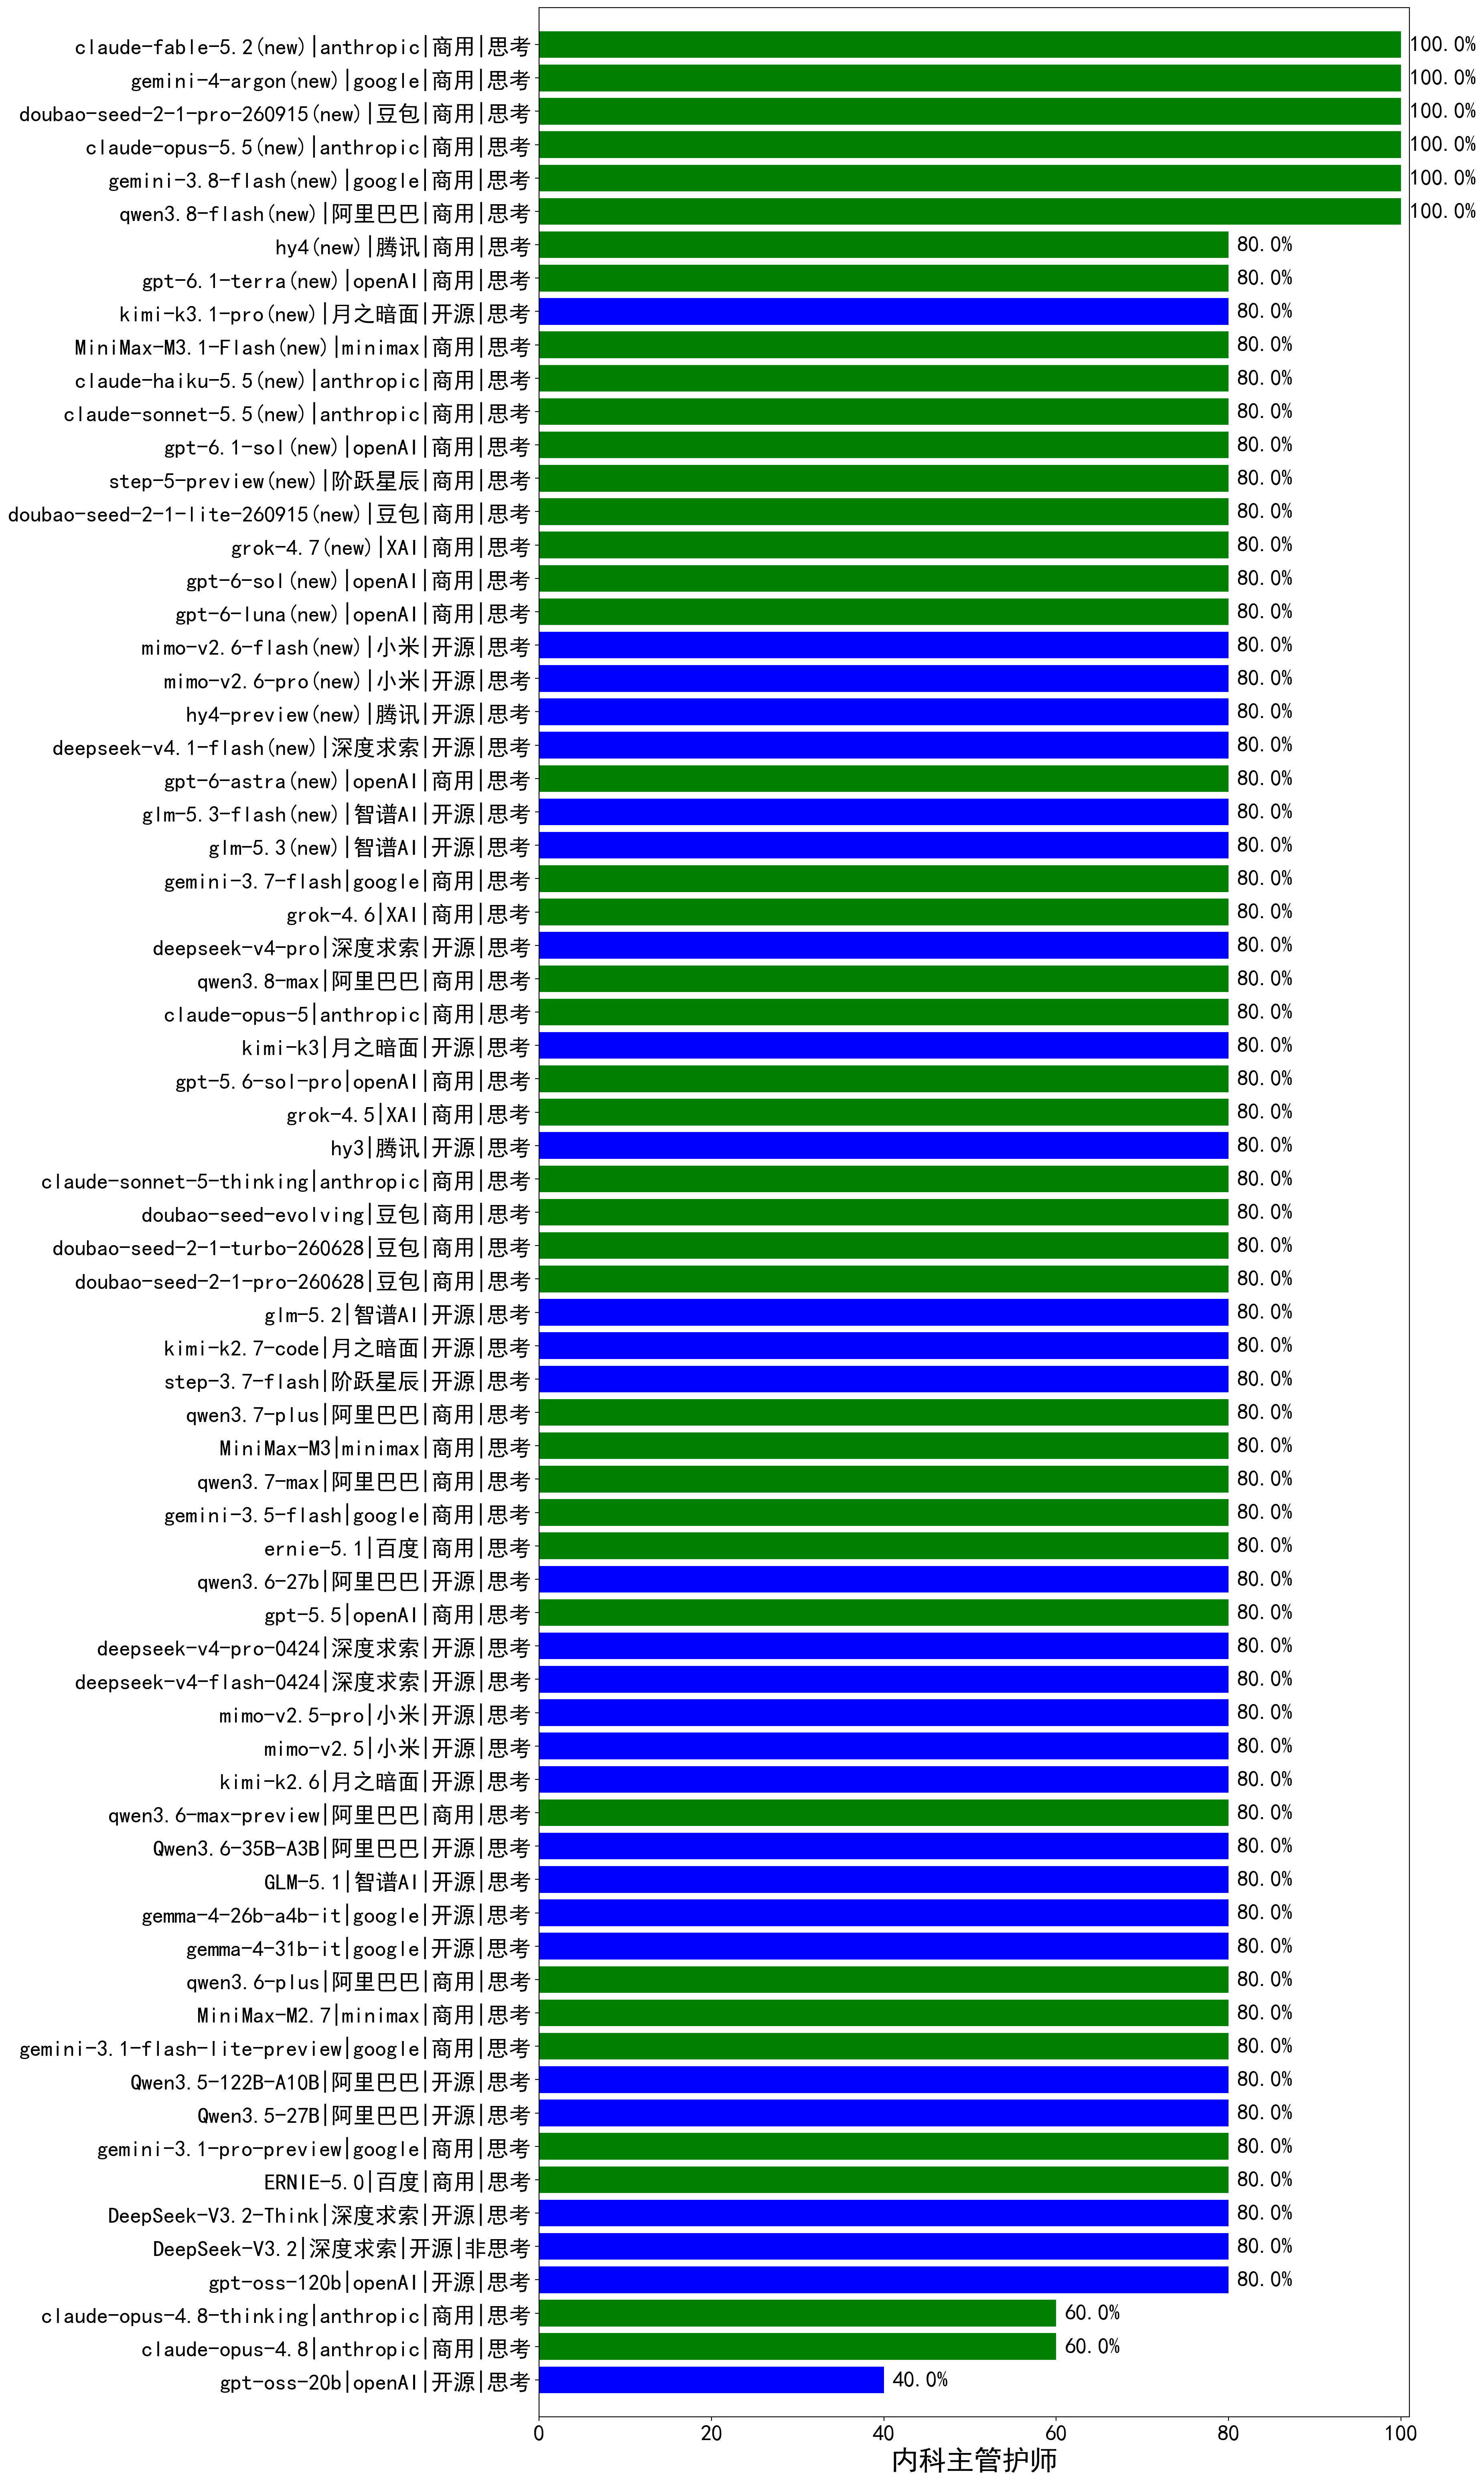 claude-fable-5.2(new)|anthropic|商用|思考 100.0%
gemini-4-argon(new)|google|商用|思考 100.0%
doubao-seed-2-1-pro-260915(new)|豆包|商用|思考 100.0%
claude-opus-5.5(new)|anthropic|商用|思考 100.0%
gemini-3.8-flash(new)|google|商用|思考 100.0%
qwen3.8-flash(new)|阿里巴巴|商用|思考 100.0%
hy4(new)|腾讯|商用|思考 80.0%
gpt-6.1-terra(new)|openAI|商用|思考 80.0%
kimi-k3.1-pro(new)|月之暗面|开源|思考 80.0%
MiniMax-M3.1-Flash(new)|minimax|商用|思考 80.0%
claude-haiku-5.5(new)|anthropic|商用|思考 80.0%
claude-sonnet-5.5(new)|anthropic|商用|思考 80.0%
gpt-6.1-sol(new)|openAI|商用|思考 80.0%
step-5-preview(new)|阶跃星辰|商用|思考 80.0%
doubao-seed-2-1-lite-260915(new)|豆包|商用|思考 80.0%
grok-4.7(new)|XAI|商用|思考 80.0%
gpt-6-sol(new)|openAI|商用|思考 80.0%
gpt-6-luna(new)|openAI|商用|思考 80.0%
mimo-v2.6-flash(new)|小米|开源|思考 80.0%
mimo-v2.6-pro(new)|小米|开源|思考 80.0%
hy4-preview(new)|腾讯|开源|思考 80.0%
deepseek-v4.1-flash(new)|深度求索|开源|思考 80.0%
gpt-6-astra(new)|openAI|商用|思考 80.0%
glm-5.3-flash(new)|智谱AI|开源|思考 80.0%
glm-5.3(new)|智谱AI|开源|思考 80.0%
gemini-3.7-flash|google|商用|思考 80.0%
grok-4.6|XAI|商用|思考 80.0%
deepseek-v4-pro|深度求索|开源|思考 80.0%
qwen3.8-max|阿里巴巴|商用|思考 80.0%
claude-opus-5|anthropic|商用|思考 80.0%
kimi-k3|月之暗面|开源|思考 80.0%
gpt-5.6-sol-pro|openAI|商用|思考 80.0%
grok-4.5|XAI|商用|思考 80.0%
hy3|腾讯|开源|思考 80.0%
claude-sonnet-5-thinking|anthropic|商用|思考 80.0%
doubao-seed-evolving|豆包|商用|思考 80.0%
doubao-seed-2-1-turbo-260628|豆包|商用|思考 80.0%
doubao-seed-2-1-pro-260628|豆包|商用|思考 80.0%
glm-5.2|智谱AI|开源|思考 80.0%
kimi-k2.7-code|月之暗面|开源|思考 80.0%
step-3.7-flash|阶跃星辰|开源|思考 80.0%
qwen3.7-plus|阿里巴巴|商用|思考 80.0%
MiniMax-M3|minimax|商用|思考 80.0%
qwen3.7-max|阿里巴巴|商用|思考 80.0%
gemini-3.5-flash|google|商用|思考 80.0%
ernie-5.1|百度|商用|思考 80.0%
qwen3.6-27b|阿里巴巴|开源|思考 80.0%
gpt-5.5|openAI|商用|思考 80.0%
deepseek-v4-pro-0424|深度求索|开源|思考 80.0%
deepseek-v4-flash-0424|深度求索|开源|思考 80.0%
mimo-v2.5-pro|小米|开源|思考 80.0%
mimo-v2.5|小米|开源|思考 80.0%
kimi-k2.6|月之暗面|开源|思考 80.0%
qwen3.6-max-preview|阿里巴巴|商用|思考 80.0%
Qwen3.6-35B-A3B|阿里巴巴|开源|思考 80.0%
GLM-5.1|智谱AI|开源|思考 80.0%
gemma-4-26b-a4b-it|google|开源|思考 80.0%
gemma-4-31b-it|google|开源|思考 80.0%
qwen3.6-plus|阿里巴巴|商用|思考 80.0%
MiniMax-M2.7|minimax|商用|思考 80.0%
gemini-3.1-flash-lite-preview|google|商用|思考 80.0%
Qwen3.5-122B-A10B|阿里巴巴|开源|思考 80.0%
Qwen3.5-27B|阿里巴巴|开源|思考 80.0%
gemini-3.1-pro-preview|google|商用|思考 80.0%
ERNIE-5.0|百度|商用|思考 80.0%
DeepSeek-V3.2-Think|深度求索|开源|思考 80.0%
DeepSeek-V3.2|深度求索|开源|非思考 80.0%
gpt-oss-120b|openAI|开源|思考 80.0%
claude-opus-4.8-thinking|anthropic|商用|思考 60.0%
claude-opus-4.8|anthropic|商用|思考 60.0%
gpt-oss-20b|openAI|开源|思考 40.0%
0 20 40 60 80 100
内科主管护师